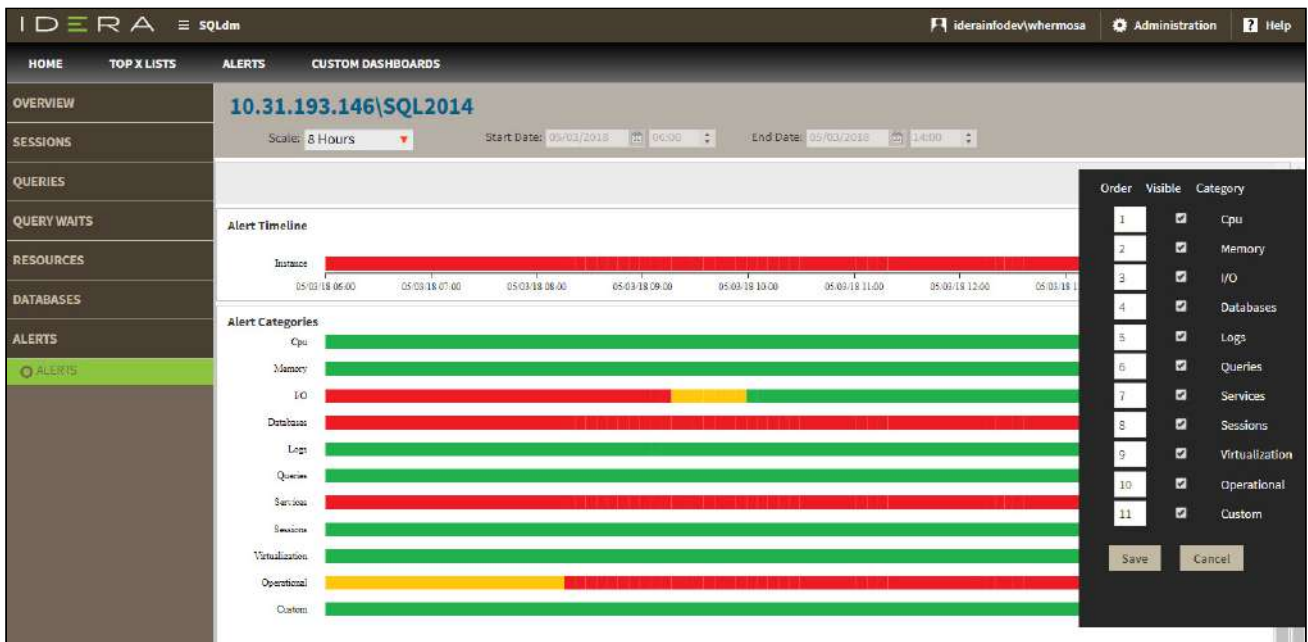 IDERA SQLdm iderainfodev\whermosa Administration ? Help
HOME TOP X LISTS ALERTS CUSTOM DASHBOARDS
OVERVIEW
SESSIONS
QUERIES
QUERY WAITS
RESOURCES
DATABASES
ALERTS
ALERTS
10.31.193.146\SQL2014
Scale: 8 Hours Start Date: 05/03/2018 06:00 End Date: 05/03/2018 14:00
Alert Timeline
Instance
05/03/18 06:00 05/03/18 07:00 05/03/18 08:00 05/03/18 09:00 05/03/18 10:00 05/03/18 11:00 05/03/18 12:00 05/03/18 1
Alert Categories
Cpu
Memory
I/O
Databases
Logs
Queries
Services
Sessions
Virtualization
Operational
Custom
Order Visible Category
1 Cpu
2 Memory
3 I/O
4 Databases
5 Logs
6 Queries
7 Services
8 Sessions
9 Virtualization
10 Operational
11 Custom
Save Cancel